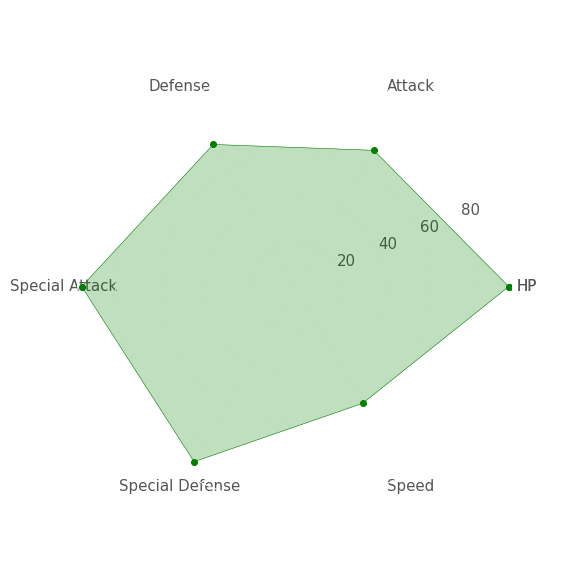 Defense
Attack
80
60
40
20
Special Attack
HP
Special Defense
Speed